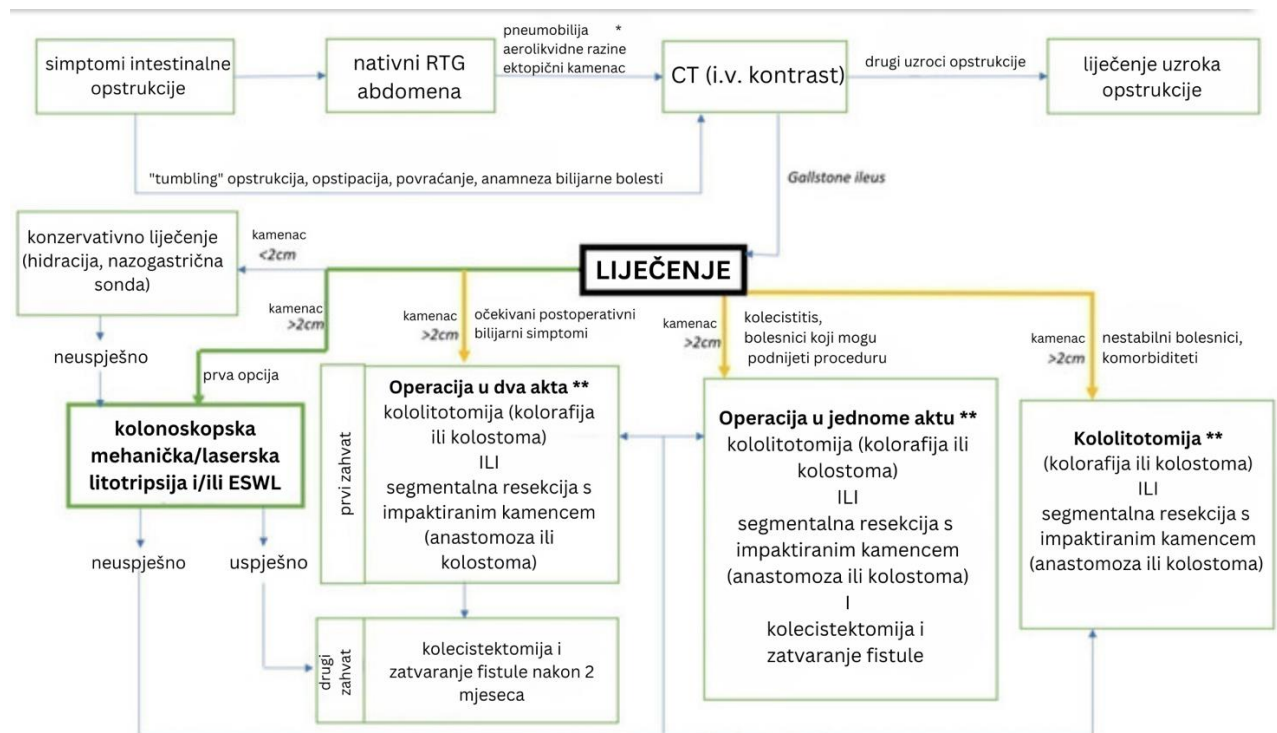 simptomi intestinalne
opstrukcije
nativni RTG
abdomena
pneumobilija *
aerolikvidne razine
ektopični kamenac
CT (i.v. kontrast)
drugi uzroci opstrukcije
liječenje uzroka
opstrukcije
"tumbling" opstrukcija, opstipacija, povraćanje, anamneza bilijarne bolesti
Gallstone ileus
konzervativno liječenje
(hidracija, nazogastrična
sonda)
kamenac
<2cm
LIJEČENJE
kamenac
>2cm
prva opcija
neuspješno
kolonoskopska
mehanička/laserska
litotripsija i/ili ESWL
neuspješno
uspješno
kamenac
>2cm
očekivani postoperativni
bilijarni simptomi
prvi zahvat
Operacija u dva akta **
kololitotomija (kolorafija
ili kolostoma)
ILI
segmentalna resekcija s
impaktiranim kamencem
(anastomoza ili
kolostoma)
drugi
zahvat
kolecistektomija i
zatvaranje fistule nakon 2
mjeseca
kamenac
>2cm
kolecistitis,
bolesnici koji mogu
podnijeti proceduru
Operacija u jednome aktu **
kololitotomija (kolorafija ili
kolostoma)
ILI
segmentalna resekcija s
impaktiranim kamencem
(anastomoza ili kolostoma)
I
kolecistektomija i
zatvaranje fistule
kamenac
>2cm
nestabilni bolesnici,
komorbiditeti
Kololitotomija **
(kolorafija ili kolostoma)
ILI
segmentalna resekcija s
impaktiranim kamencem
(anastomoza ili kolostoma)